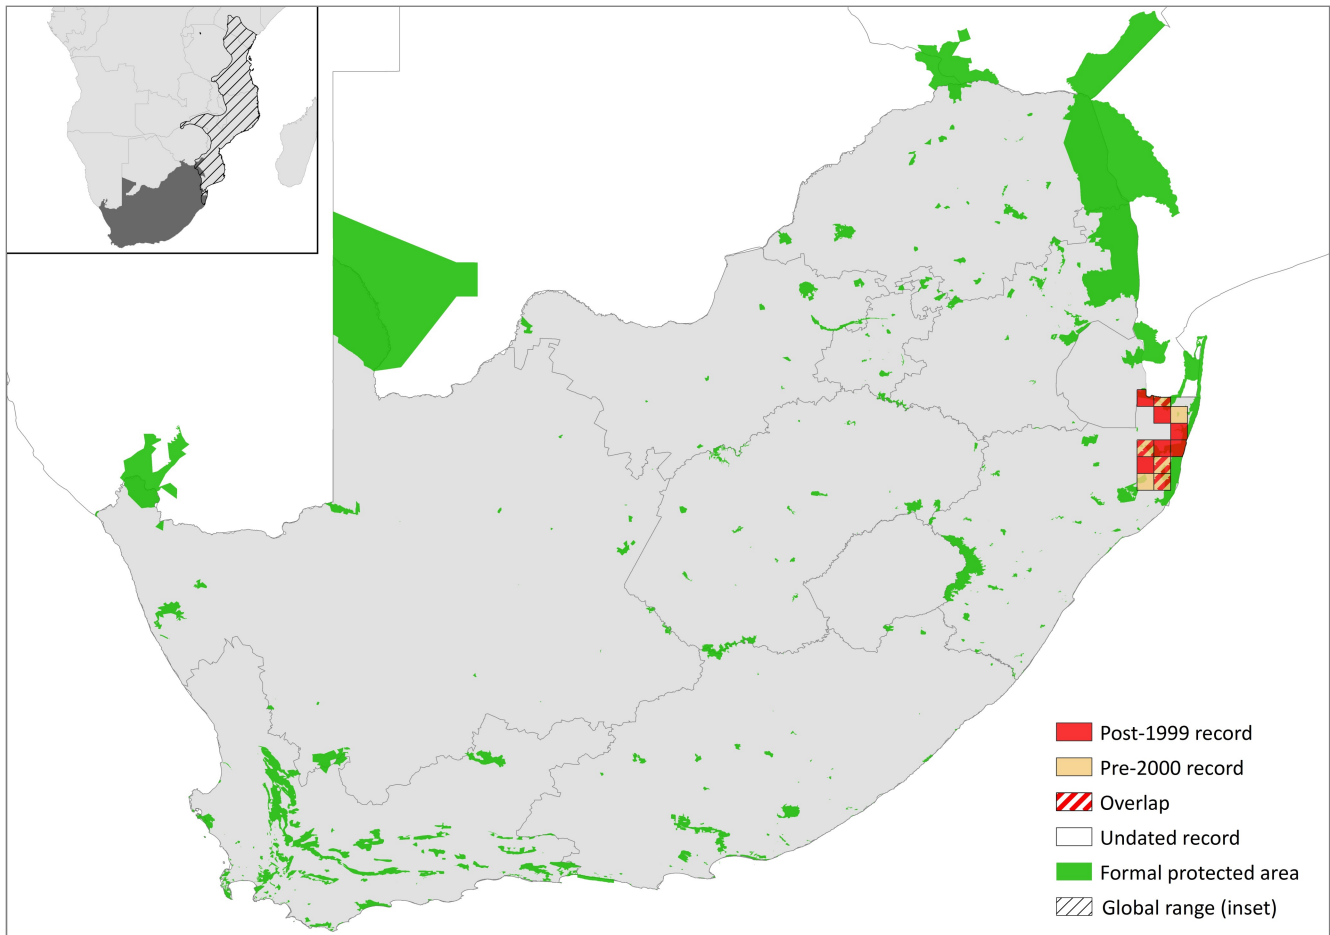 Post-1999 record
Pre-2000 record
Overlap
Undated record
Formal protected area
Global range (inset)